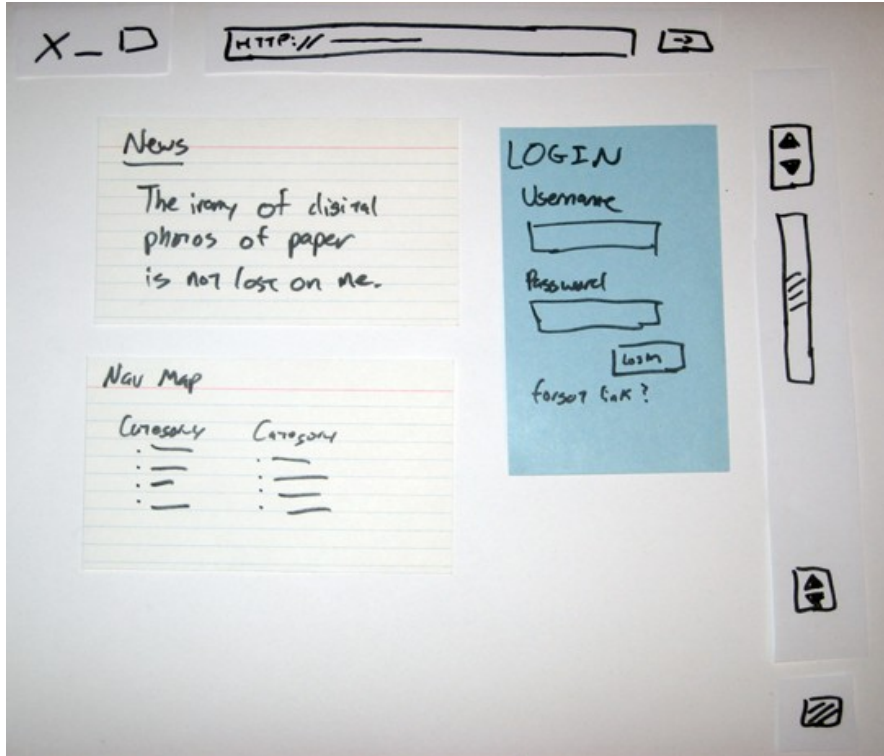 X _
HTTP://
News
The irony of digital
photos of paper
is not lost on me.
Nav Map
Category Category
LOGIN
Username
Password
Login
forgot link?